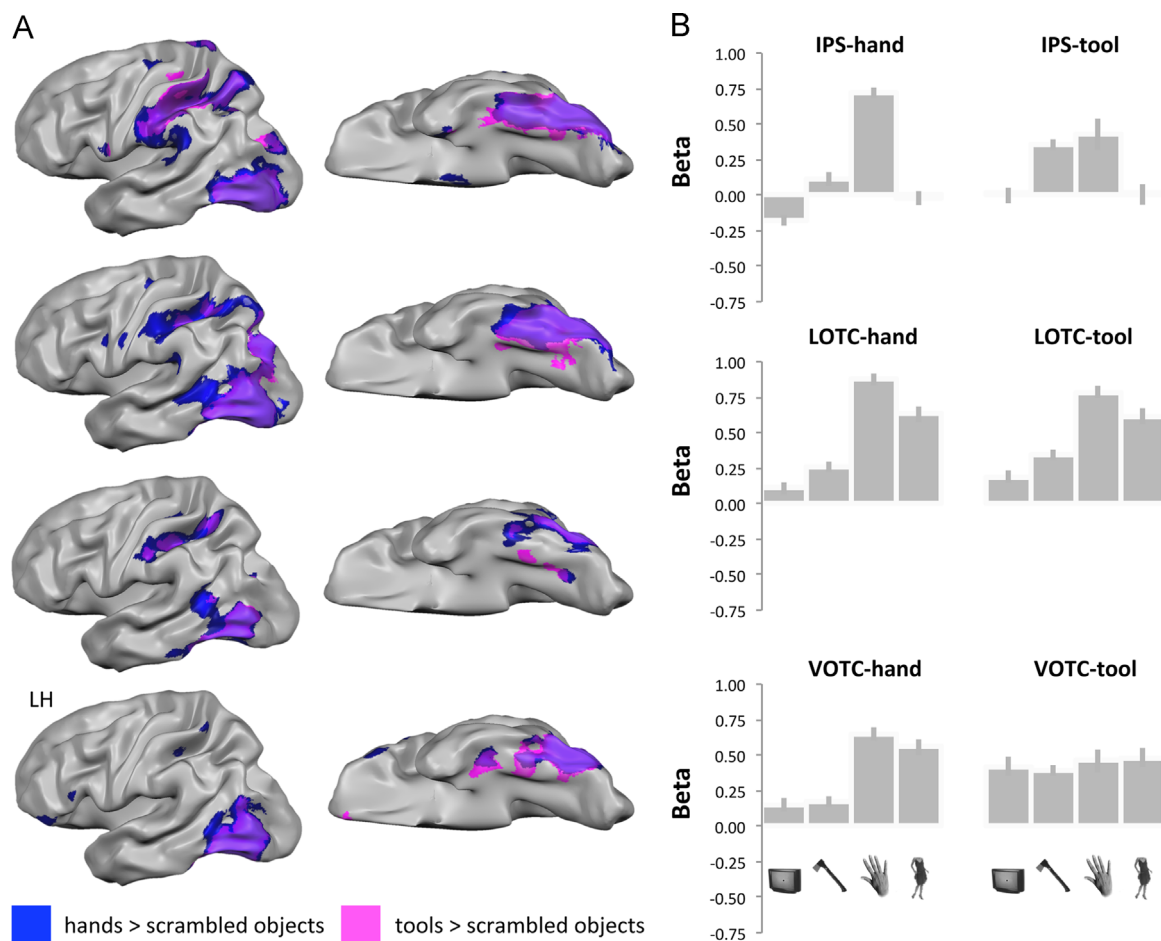 A
LH
hands > scrambled objects
tools > scrambled objects
B
IPS-hand
IPS-tool
Beta
1.00
0.75
0.50
0.25
0.00
-0.25
-0.50
-0.75
LOTC-hand
LOTC-tool
Beta
1.00
0.75
0.50
0.25
0.00
-0.25
-0.50
-0.75
VOTC-hand
VOTC-tool
Beta
1.00
0.75
0.50
0.25
0.00
-0.25
-0.50
-0.75